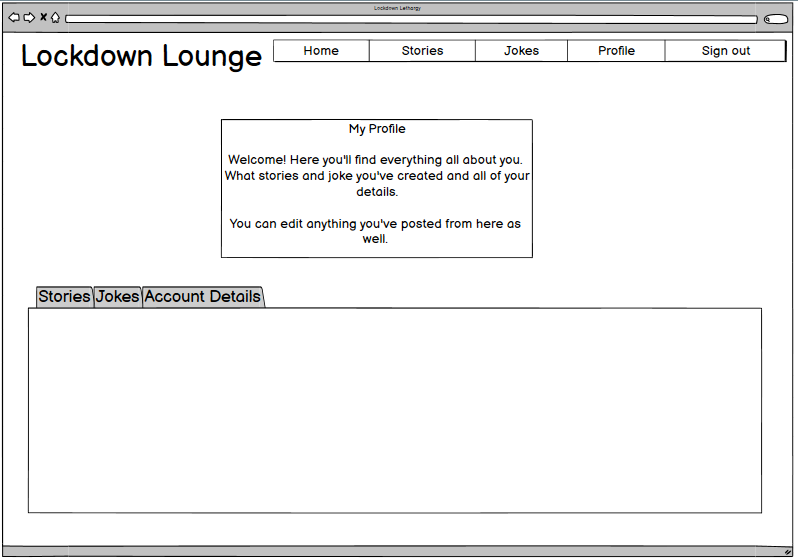 Lockdown Lethargy
Lockdown Lounge
Home Stories Jokes Profile Sign out
My Profile
Welcome! Here you'll find everything all about you.
What stories and joke you've created and all of your
details.
You can edit anything you've posted from here as
well.
Stories Jokes Account Details